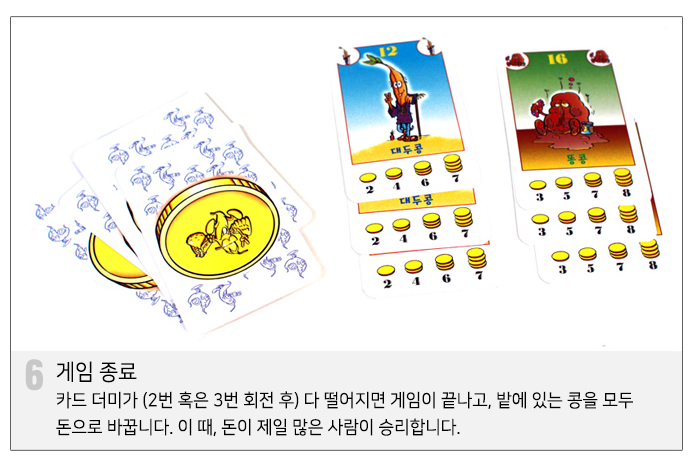 12
대두콩
2 4 6 7
대두콩
2 4 6 7
2 4 6 7
16
똥콩
3 5 7 8
3 5 7 8
3 5 7 8
6 게임 종료
카드 더미가 (2번 혹은 3번 회전 후) 다 떨어지면 게임이 끝나고, 밭에 있는 콩을 모두
돈으로 바꿉니다. 이 때, 돈이 제일 많은 사람이 승리합니다.